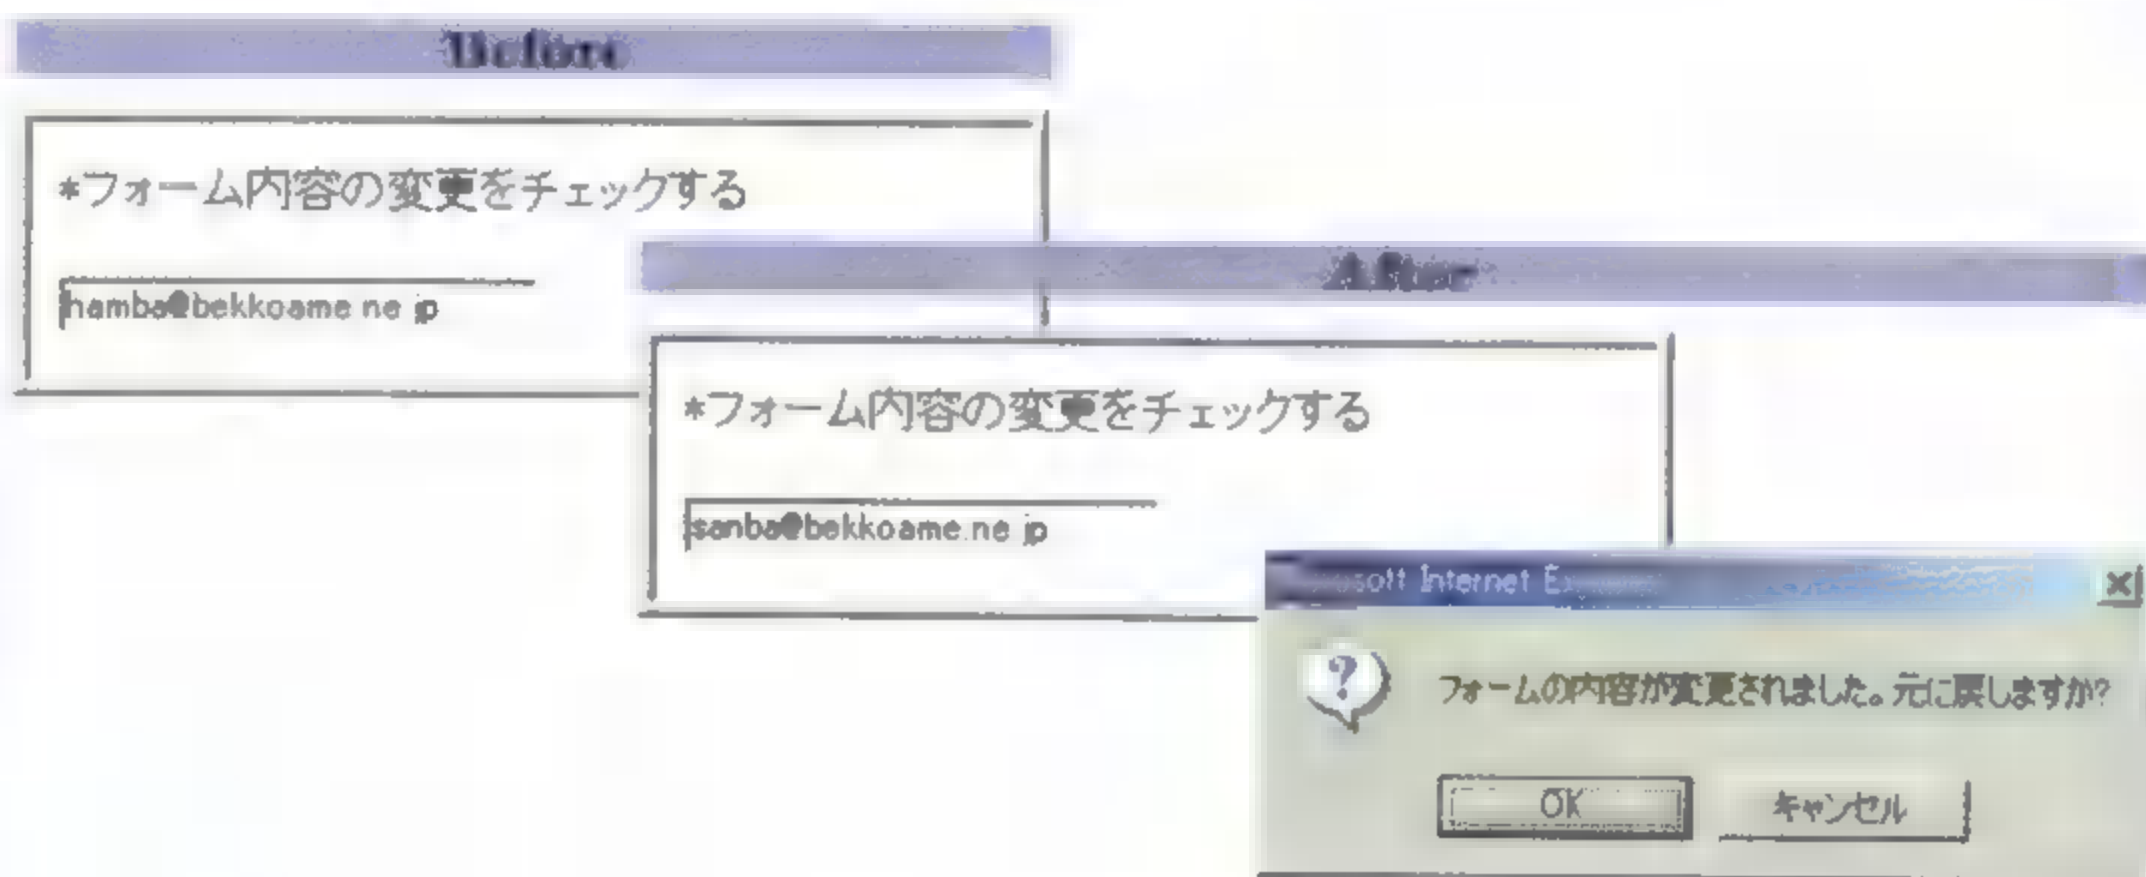 Before
*フォーム内容の変更をチェックする
hamba@bekkoame.ne.jp
After
*フォーム内容の変更をチェックする
sanba@bekkoame.ne.jp
Microsoft Internet Explorer
フォームの内容が変更されました。元に戻しますか?
OK
キャンセル